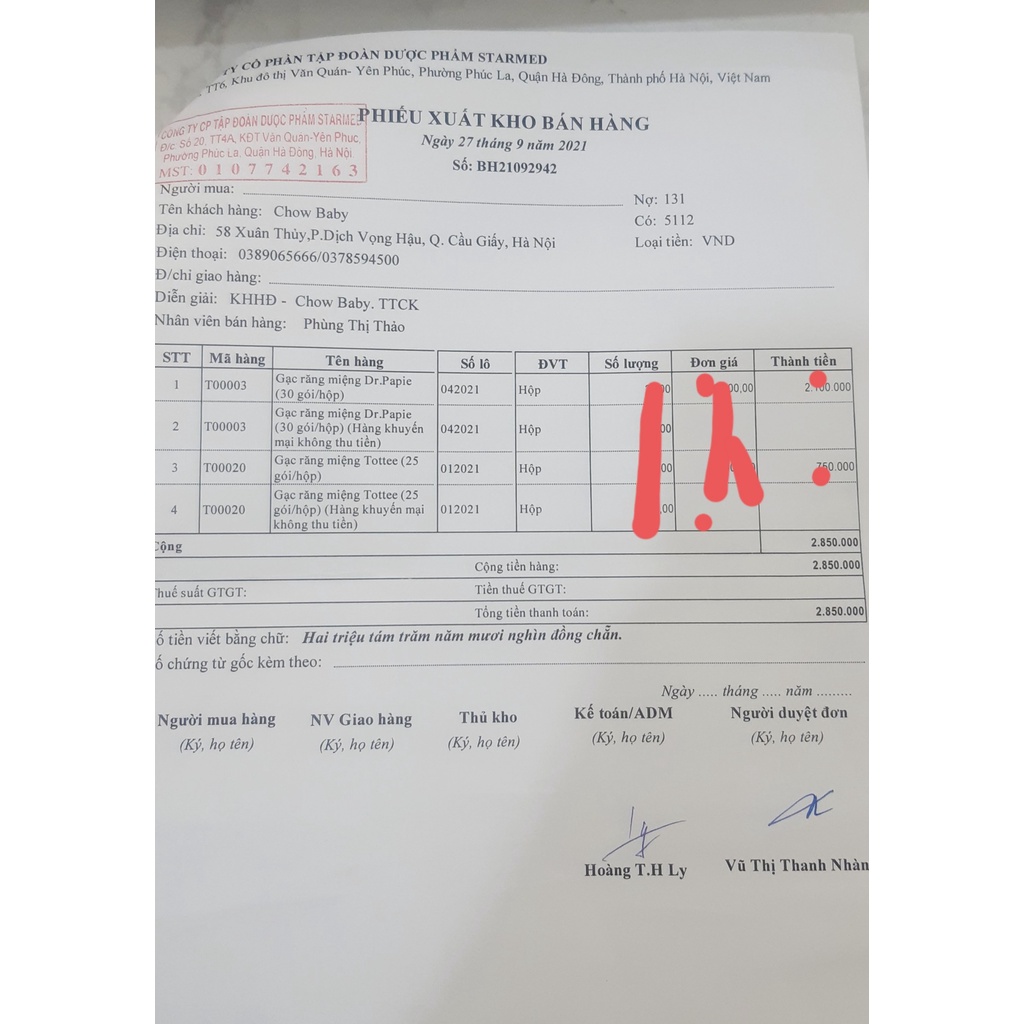 TY CỔ PHẦN TẬP ĐOÀN DƯỢC PHẨM STARMED
TT6, Khu đô thị Văn Quán- Yên Phúc, Phường Phúc La, Quận Hà Đông, Thành phố Hà Nội, Việt Nam
CÔNG TY CP TẬP ĐOÀN DƯỢC PHẨM STARMED
Đ/c: Số 20, TT4A, KĐT Văn Quán-Yên Phúc,
Phường Phúc La, Quận Hà Đông, Hà Nội.
MST: 0107742163
PHIẾU XUẤT KHO BÁN HÀNG
Ngày 27 tháng 9 năm 2021
Số: BH21092942
Người mua:
Nợ: 131
Tên khách hàng: Chow Baby
Có: 5112
Địa chỉ: 58 Xuân Thủy,P.Dịch Vọng Hậu, Q. Cầu Giấy, Hà Nội
Loại tiền: VND
Điện thoại: 0389065666/0378594500
Đ/chỉ giao hàng:
Diễn giải: KHHĐ - Chow Baby. TTCK
Nhân viên bán hàng: Phùng Thị Thảo
STT Mã hàng Tên hàng Số lô ĐVT Số lượng Đơn giá Thành tiền
1 T00003 Gạc răng miệng Dr.Papie (30 gói/hộp) 042021 Hộp
2 T00003 Gạc răng miệng Dr.Papie (30 gói/hộp) (Hàng khuyến mại không thu tiền) 042021 Hộp
3 T00020 Gạc răng miệng Tottee (25 gói/hộp) 012021 Hộp 750.000
4 T00020 Gạc răng miệng Tottee (25 gói/hộp) (Hàng khuyến mại không thu tiền) 012021 Hộp
Cộng 2.850.000
Cộng tiền hàng: 2.850.000
Thuế suất GTGT: Tiền thuế GTGT:
Tổng tiền thanh toán: 2.850.000
ố tiền viết bằng chữ: Hai triệu tám trăm năm mươi nghìn đồng chẵn.
ố chứng từ gốc kèm theo:
Ngày ..... tháng ..... năm .........
Người mua hàng NV Giao hàng Thủ kho Kế toán/ADM Người duyệt đơn
(Ký, họ tên) (Ký, họ tên) (Ký, họ tên) (Ký, họ tên) (Ký, họ tên)
Hoàng T.H Ly Vũ Thị Thanh Nhàn